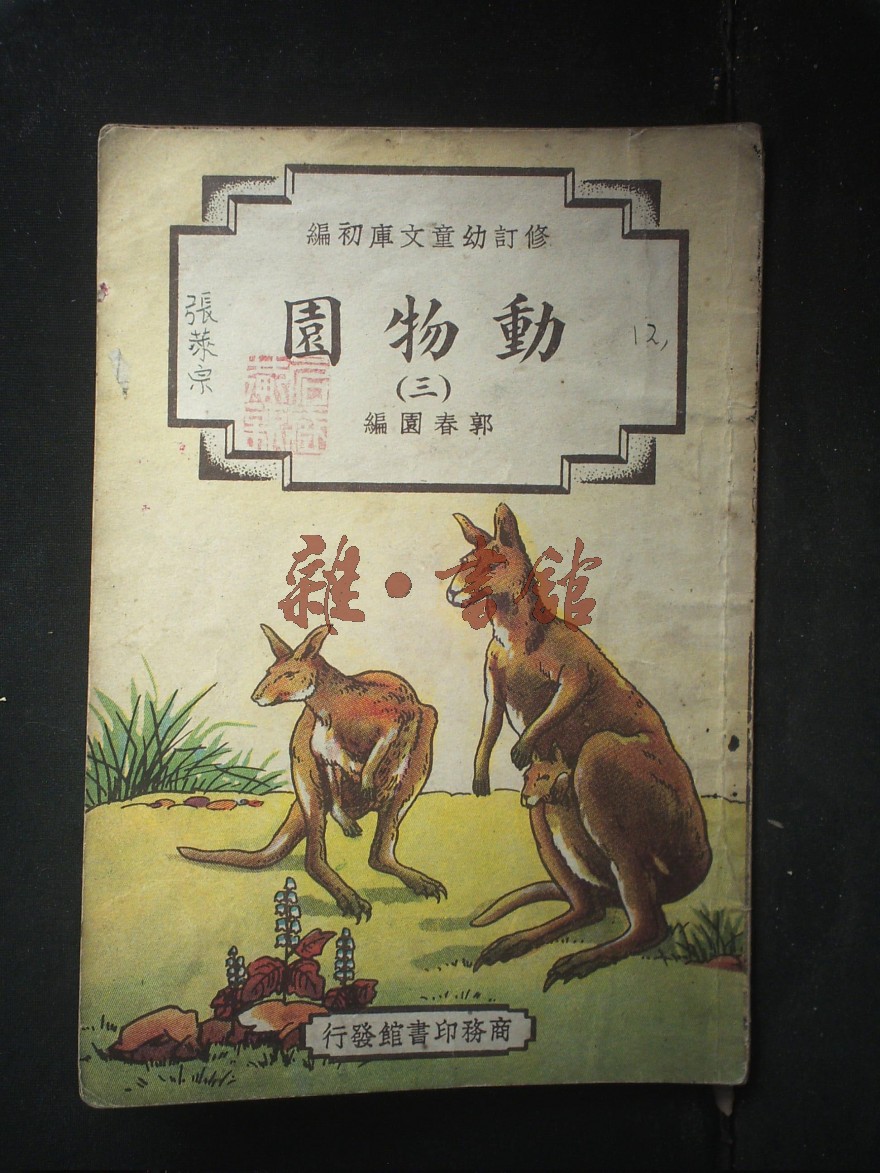 修訂幼童文庫初編
動物園
(三)
郭春園編
張萊宗
12,
雜·書館
商務印書館發行